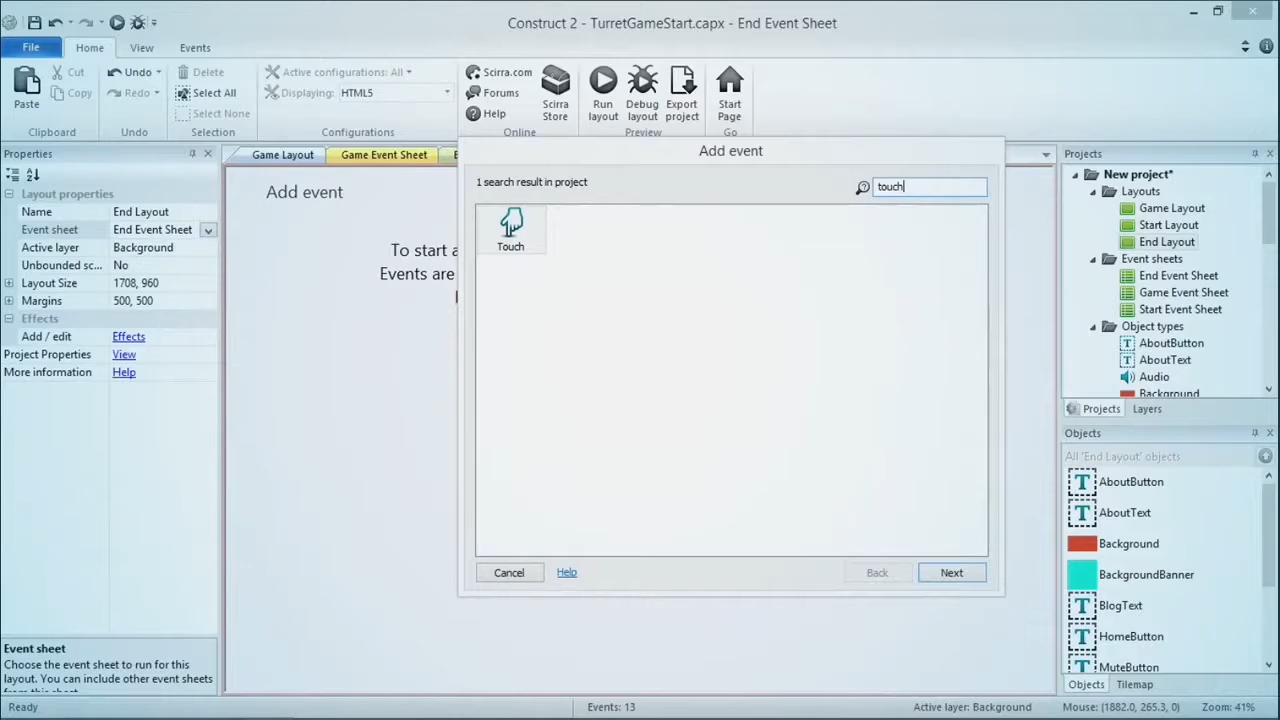 Construct 2 - TurretGameStart.capx - End Event Sheet
File
Home
View
Events
Paste
Cut
Copy
Clipboard
Undo
Redo
Undo
Delete
Select All
Select None
Selection
Active configurations: All
Displaying: HTML5
Configurations
Scirra.com
Forums
Help
Scirra
Store
Online
Run
layout
Debug
layout
Export
project
Preview
Start
Page
Go
Properties
Layout properties
Name End Layout
Event sheet End Event Sheet
Active layer Background
Unbounded sc... No
Layout Size 1708, 960
Margins 500, 500
Effects
Add / edit Effects
Project Properties View
More information Help
Event sheet
Choose the event sheet to run for this
layout. You can include other event sheets
Game Layout
Game Event Sheet
Add event
To start a
Events are
Add event
1 search result in project
touch
Touch
Cancel
Help
Back
Next
Projects
New project*
Layouts
Game Layout
Start Layout
End Layout
Event sheets
End Event Sheet
Game Event Sheet
Start Event Sheet
Object types
AboutButton
AboutText
Audio
Background
Projects
Layers
Objects
All 'End Layout' objects
AboutButton
AboutText
Background
BackgroundBanner
BlogText
HomeButton
MuteButton
Objects
Tilemap
Ready
Events: 13
Active layer: Background
Mouse: (1882.0, 265.3, 0)
Zoom: 41%